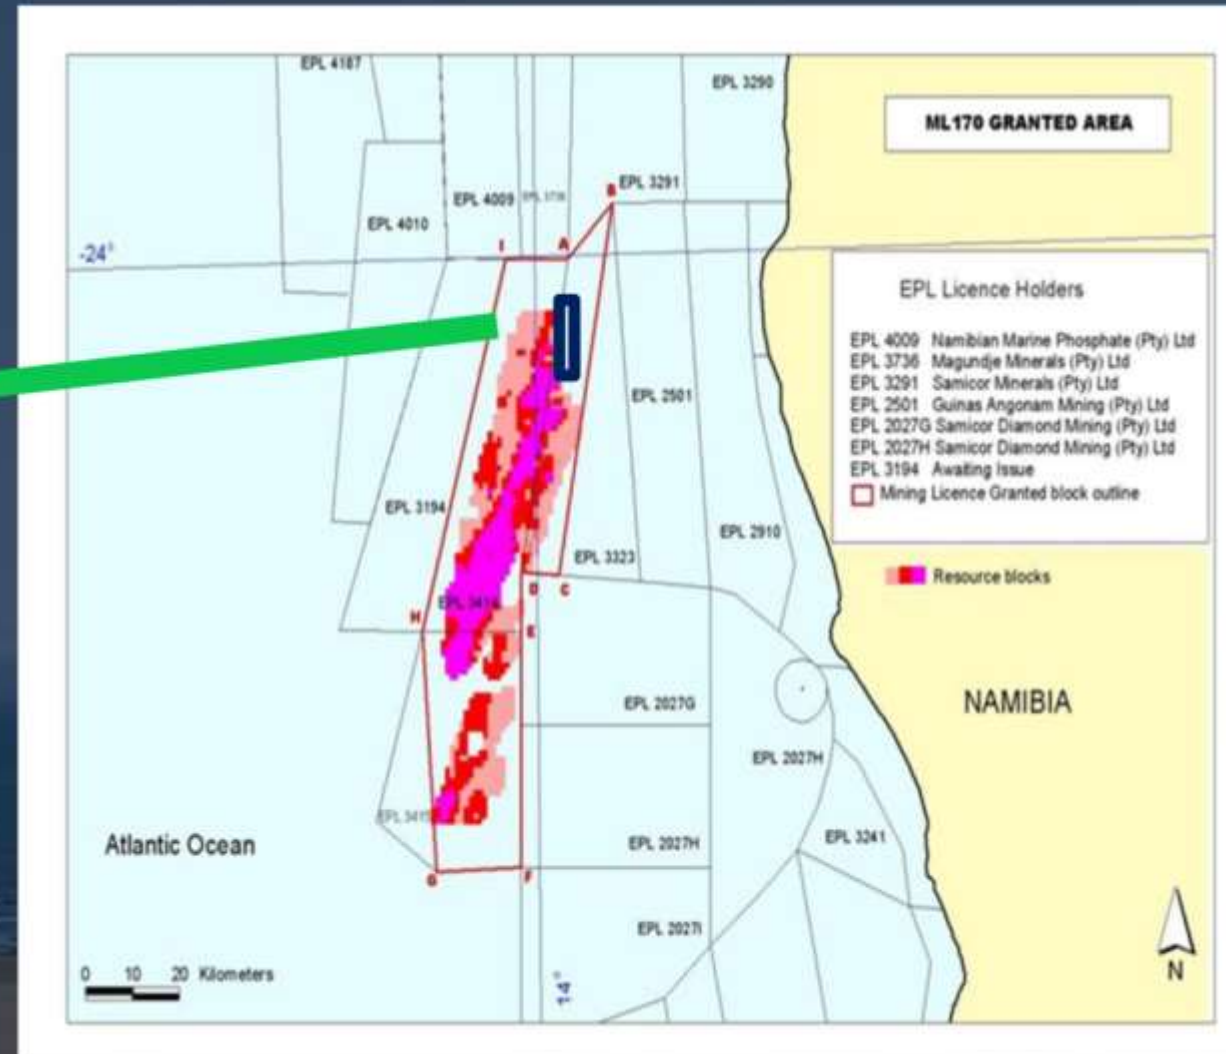 EPL 4187
EPL 3290
ML170 GRANTED AREA
B
EPL 3291
EPL 4009
EPL 3736
EPL 4010
-24°
I
A
EPL Licence Holders
EPL 4009 Namibian Marine Phosphate (Pty) Ltd
EPL 3736 Magundje Minerals (Pty) Ltd
EPL 3291 Samicor Minerals (Pty) Ltd
EPL 2501 Guinas Angonam Mining (Pty) Ltd
EPL 2027G Samicor Diamond Mining (Pty) Ltd
EPL 2027H Samicor Diamond Mining (Pty) Ltd
EPL 3194 Awaiting Issue
Mining Licence Granted block outline
EPL 2501
EPL 3194
EPL 2910
EPL 3323
Resource blocks
D
C
H
E
EPL 2027G
NAMIBIA
EPL 2027H
EPL 3415
Atlantic Ocean
EPL 2027H
EPL 3241
G
F
EPL 2027I
0 10 20 Kilometers
14°
N